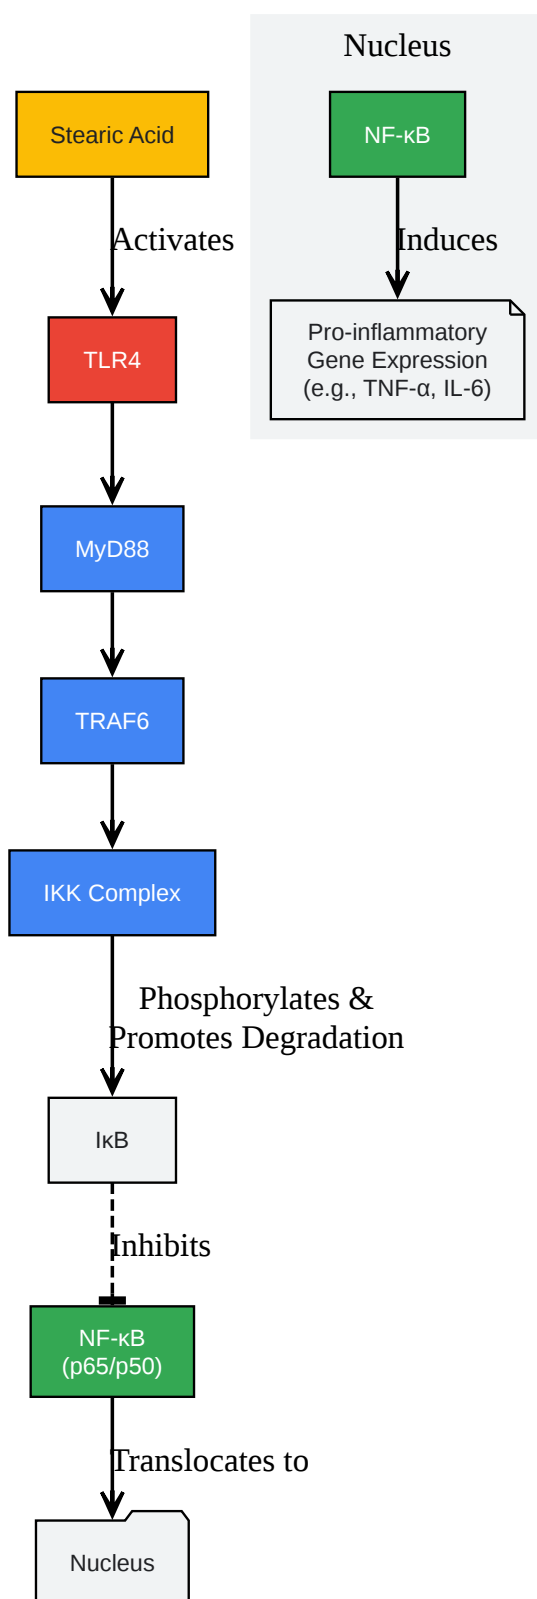 Nucleus
Stearic Acid
NF-κB
Activates
Induces
TLR4
Pro-inflammatory
Gene Expression
(e.g., TNF-α, IL-6)
MyD88
TRAF6
IKK Complex
Phosphorylates &
Promotes Degradation
IκB
Inhibits
NF-κB
(p65/p50)
Translocates to
Nucleus